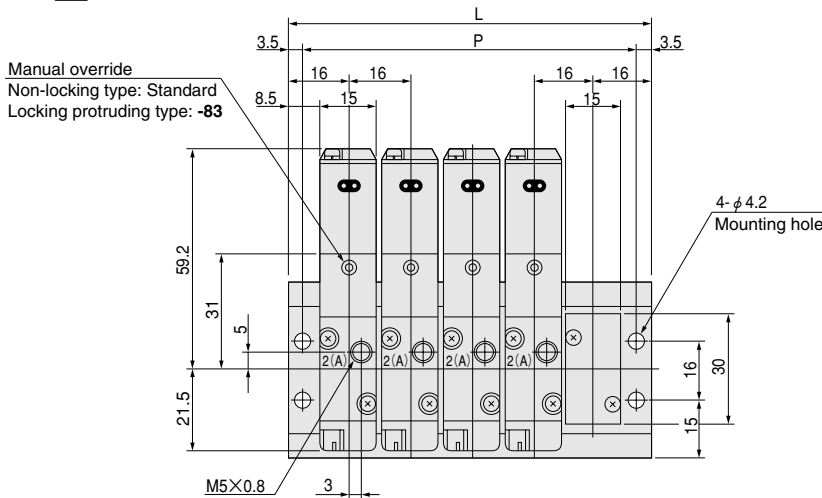 L
3.5 P 3.5
Manual override
Non-locking type: Standard
Locking protruding type: -83
16 16 16 16
8.5 15 15
4-φ4.2
Mounting hole
59.2
31
5
21.5
2(A) 2(A) 2(A) 2(A)
16
30
15
M5×0.8
3